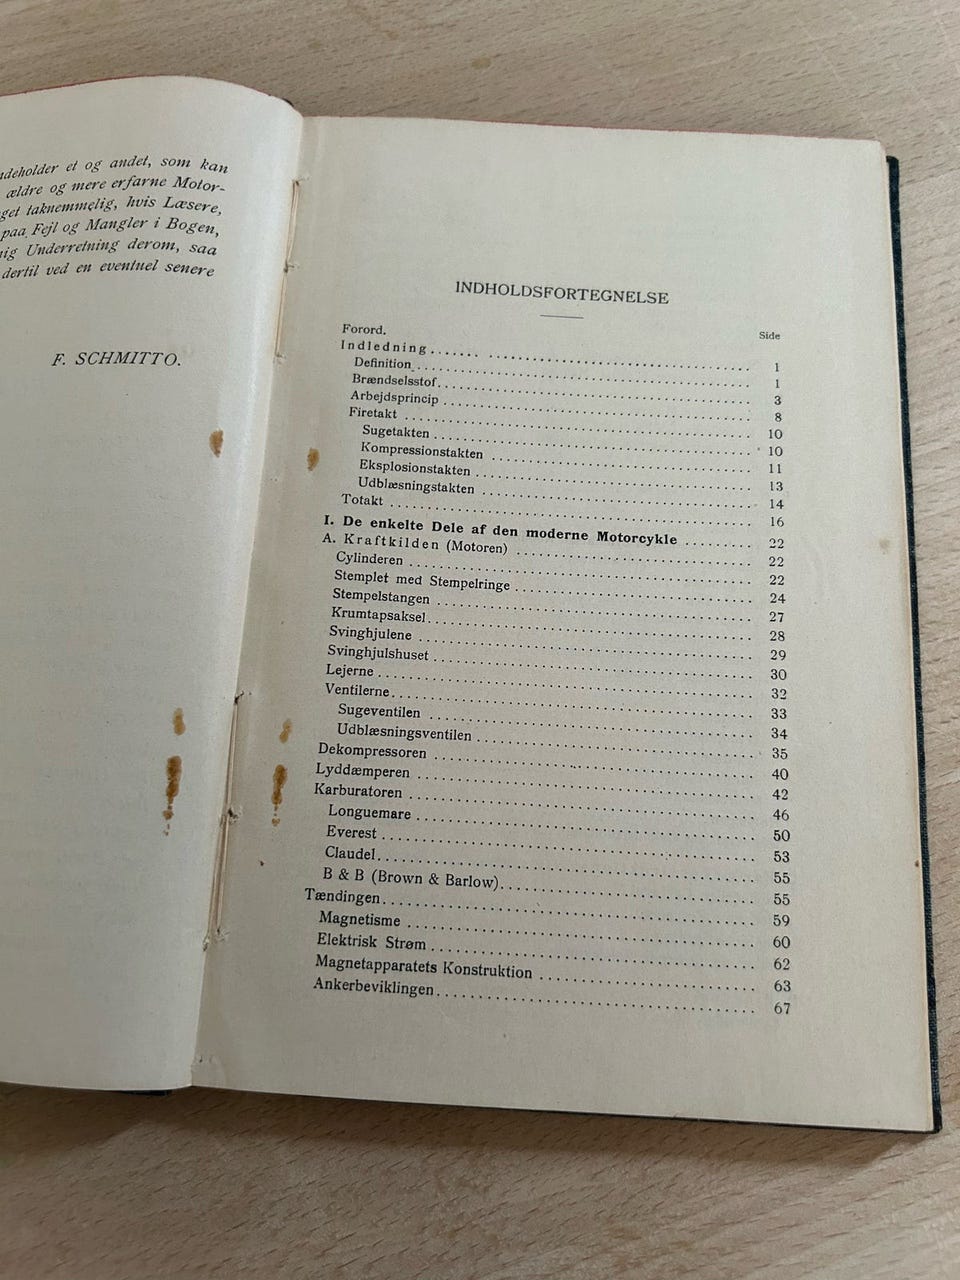 ndeholder et og andet, som kan
ældre og mere erfarne Motor-
get taknemmelig, hvis Læsere,
paa Fejl og Mangler i Bogen,
nig Underretning derom, saa
dertil ved en eventuel senere
F. SCHMITTO.
INDHOLDSFORTEGNELSE
Forord. Side
Indledning 1
Definition 1
Brændselsstof 3
Arbejdsprincip 8
Firetakt 10
Sugetakten 10
Kompressionstakten 11
Eksplosionstakten 13
Udblæsningstakten 14
Totakt 16
I. De enkelte Dele af den moderne Motorcykle 22
A. Kraftkilden (Motoren) 22
Cylinderen 22
Stemplet med Stempelringe 24
Stempelstangen 27
Krumtapsaksel 28
Svinghjulene 29
Svinghjulshuset 30
Lejerne 32
Ventilerne 33
Sugeventilen 34
Udblæsningsventilen 35
Dekompressoren 40
Lyddæmperen 42
Karburatoren 46
Longuemare 50
Everest 53
Claudel 55
B & B (Brown & Barlow) 55
Tændingen 59
Magnetisme 60
Elektrisk Strøm 62
Magnetapparatets Konstruktion 63
Ankerbeviklingen 67